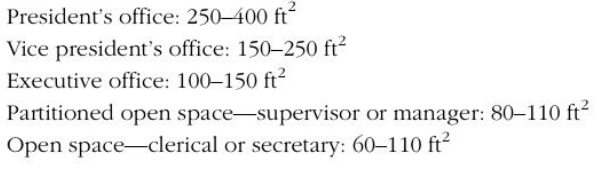 President’s office: 250–400 ft²
Vice president’s office: 150–250 ft²
Executive office: 100–150 ft²
Partitioned open space—supervisor or manager: 80–110 ft²
Open space—clerical or secretary: 60–110 ft²